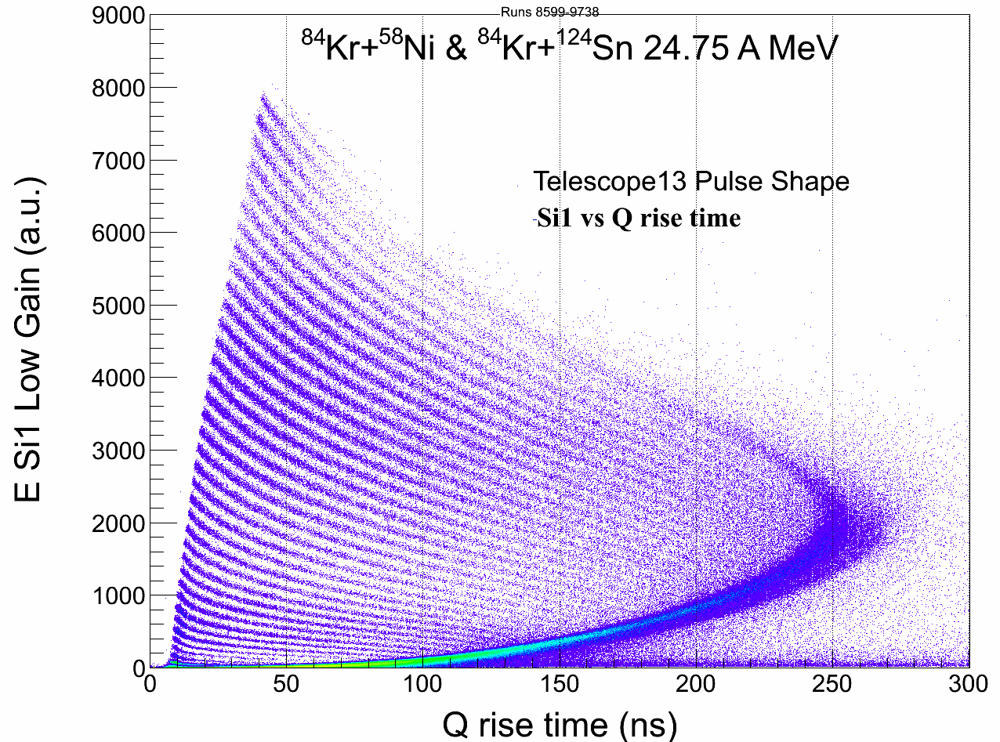 Runs 8599-9738
84Kr+58Ni & 84Kr+124Sn 24.75 A MeV
Telescope13 Pulse Shape
Si1 vs Q rise time
E Si1 Low Gain (a.u.)
9000
8000
7000
6000
5000
4000
3000
2000
1000
0
0 50 100 150 200 250 300
Q rise time (ns)